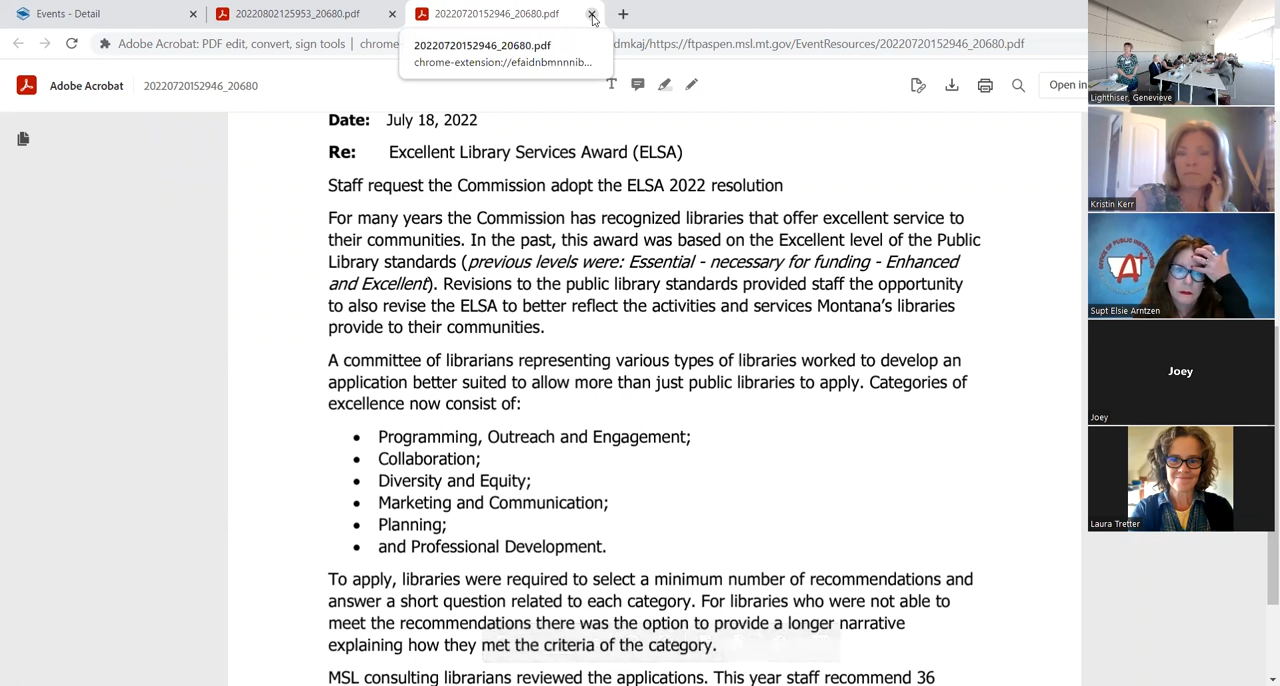 Events - Detail
20220802125953_20680.pdf
20220720152946_20680.pdf
Adobe Acrobat: PDF edit, convert, sign tools
chrome-
dmkaj/https://ftpaspen.msl.mt.gov/EventResources/20220720152946_20680.pdf
20220720152946_20680.pdf
chrome-extension://efaidnbmnnnib...
Adobe Acrobat
20220720152946_20680
Open in
Date: July 18, 2022
Re: Excellent Library Services Award (ELSA)
Staff request the Commission adopt the ELSA 2022 resolution
For many years the Commission has recognized libraries that offer excellent service to
their communities. In the past, this award was based on the Excellent level of the Public
Library standards (previous levels were: Essential - necessary for funding - Enhanced
and Excellent). Revisions to the public library standards provided staff the opportunity
to also revise the ELSA to better reflect the activities and services Montana's libraries
provide to their communities.
A committee of librarians representing various types of libraries worked to develop an
application better suited to allow more than just public libraries to apply. Categories of
excellence now consist of:
• Programming, Outreach and Engagement;
• Collaboration;
• Diversity and Equity;
• Marketing and Communication;
• Planning;
• and Professional Development.
To apply, libraries were required to select a minimum number of recommendations and
answer a short question related to each category. For libraries who were not able to
meet the recommendations there was the option to provide a longer narrative
explaining how they met the criteria of the category.
MSL consulting librarians reviewed the applications. This year staff recommend 36
Lighthiser, Genevieve
Kristin Kerr
OFFICE OF PUBLIC
A+
Supt Elsie Arntzen
Joey
Joey
Laura Tretter